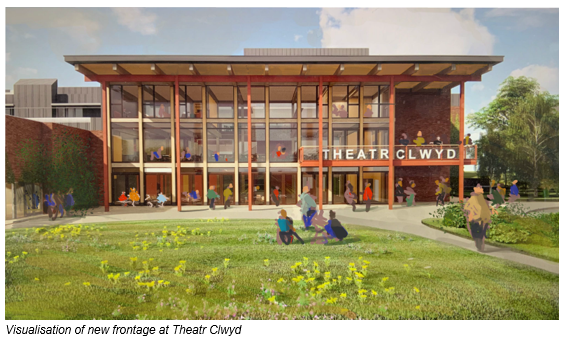 THEATR CLWYD
Visualisation of new frontage at Theatr Clwyd